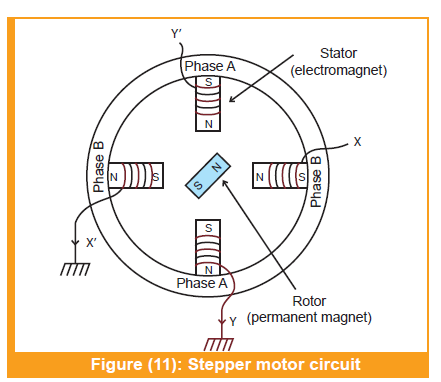 Y'
Phase A
Stator
(electromagnet)
S
N
X
Phase B
N
S
N
S
N
S
Phase B
X'
S
N
Phase A
Y
Rotor
(permanent magnet)
Figure (11): Stepper motor circuit